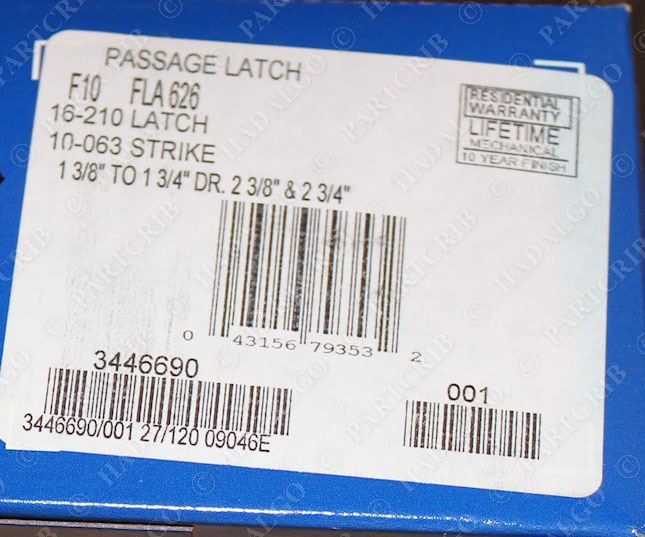 PASSAGE LATCH
F10 FLA 626
16-210 LATCH
10-063 STRIKE
1 3/8" TO 1 3/4" DR. 2 3/8" & 2 3/4"
RESIDENTIAL
WARRANTY
LIFETIME
MECHANICAL
10 YEAR FINISH
0 43156 79353 2
3446690
3446690/001 27/120 09046E
001
© HADALGO PARTCRIB